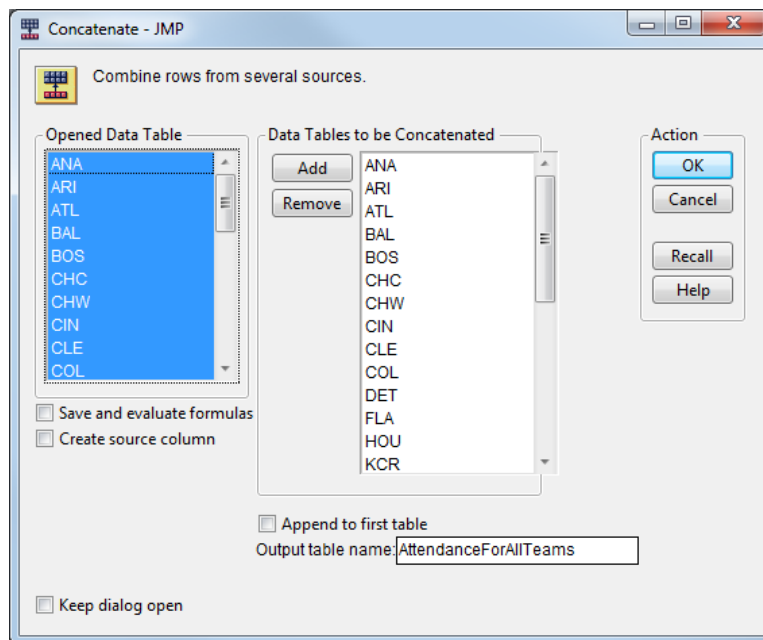 Concatenate - JMP
Combine rows from several sources.
Opened Data Table
ANA
ARI
ATL
BAL
BOS
CHC
CHW
CIN
CLE
COL
Save and evaluate formulas
Create source column
Data Tables to be Concatenated
Add
Remove
ANA
ARI
ATL
BAL
BOS
CHC
CHW
CIN
CLE
COL
DET
FLA
HOU
KCR
Append to first table
Output table name: AttendanceForAllTeams
Action
OK
Cancel
Recall
Help
Keep dialog open